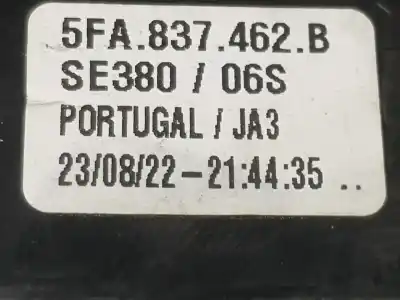 5FA.837.462.B
SE380 / 06S
PORTUGAL / JA3
23/08/22-21:44:35 ..